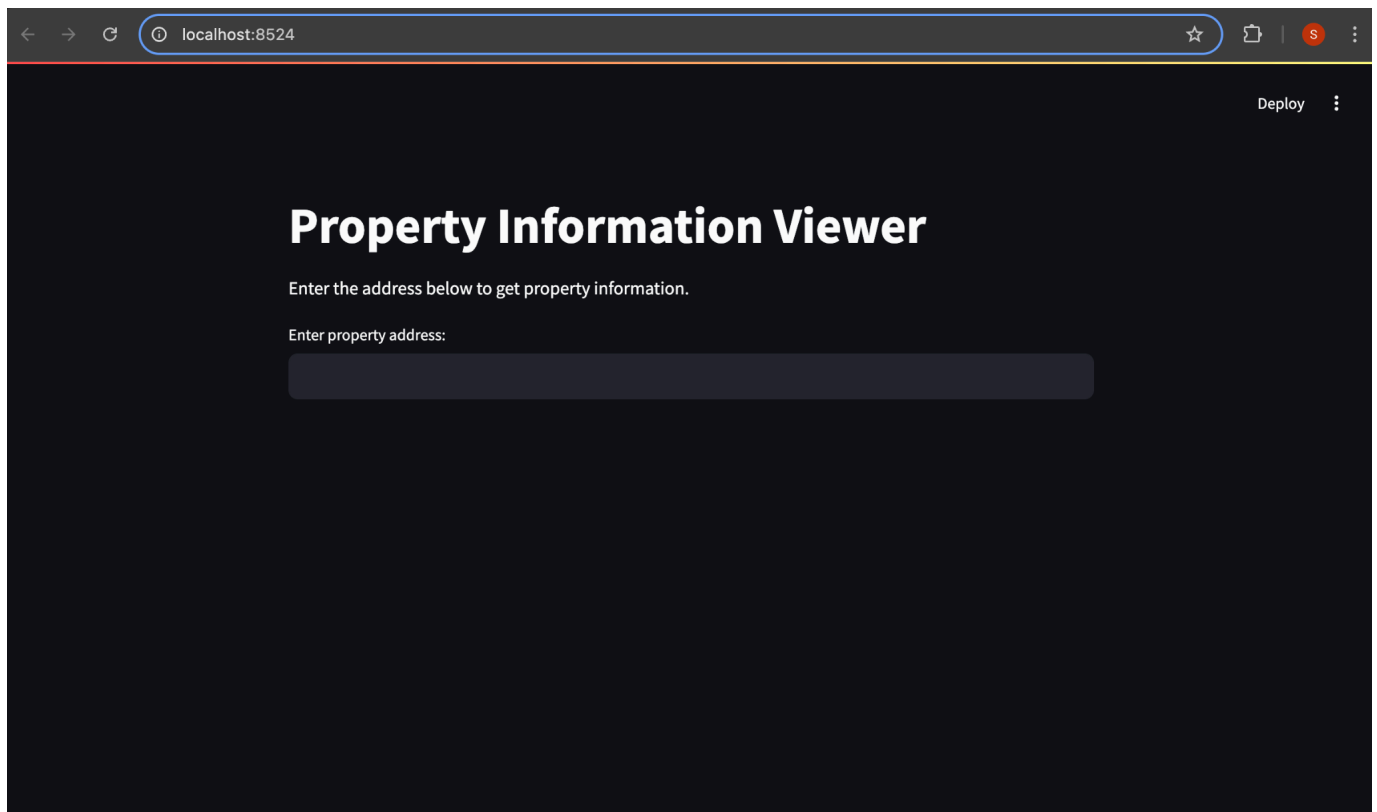 localhost:8524
S
Deploy
Property Information Viewer
Enter the address below to get property information.
Enter property address: